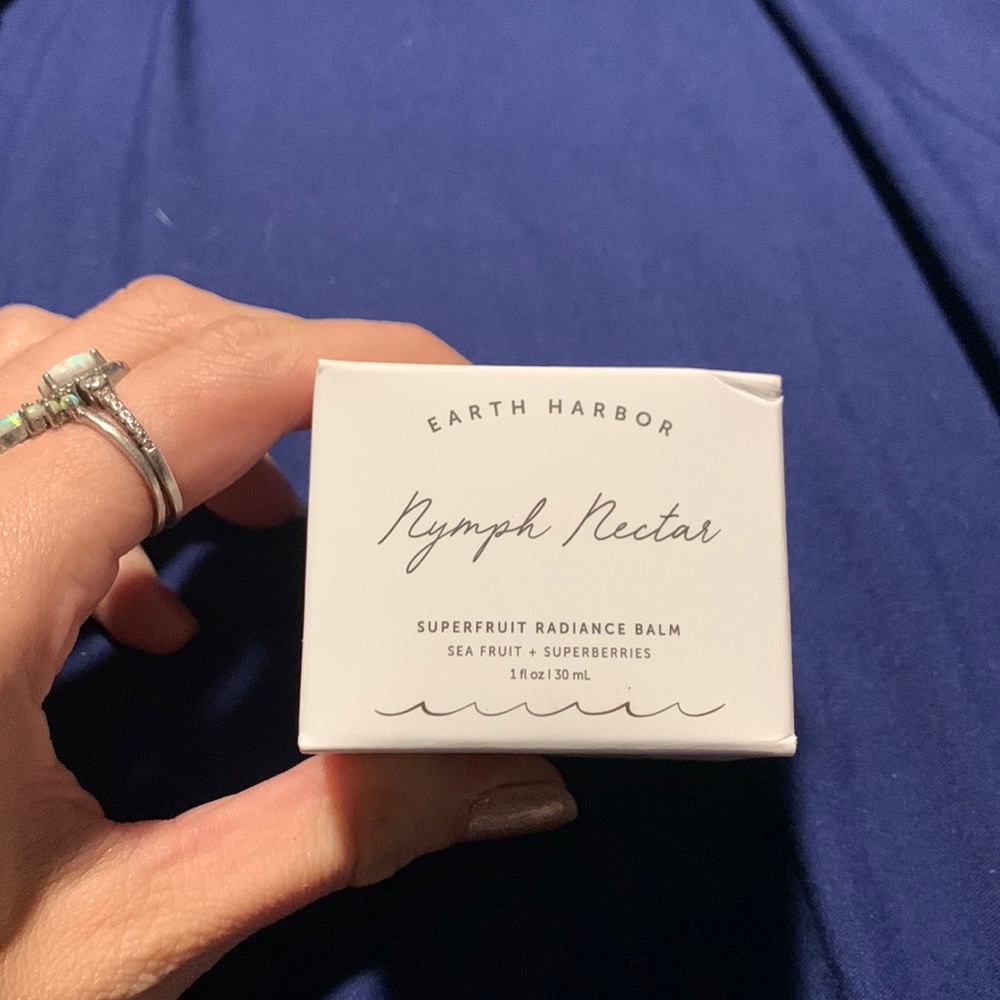 EARTH HARBOR
Nymph Nectar
SUPERFRUIT RADIANCE BALM
SEA FRUIT + SUPERBERRIES
1 fl oz | 30 mL